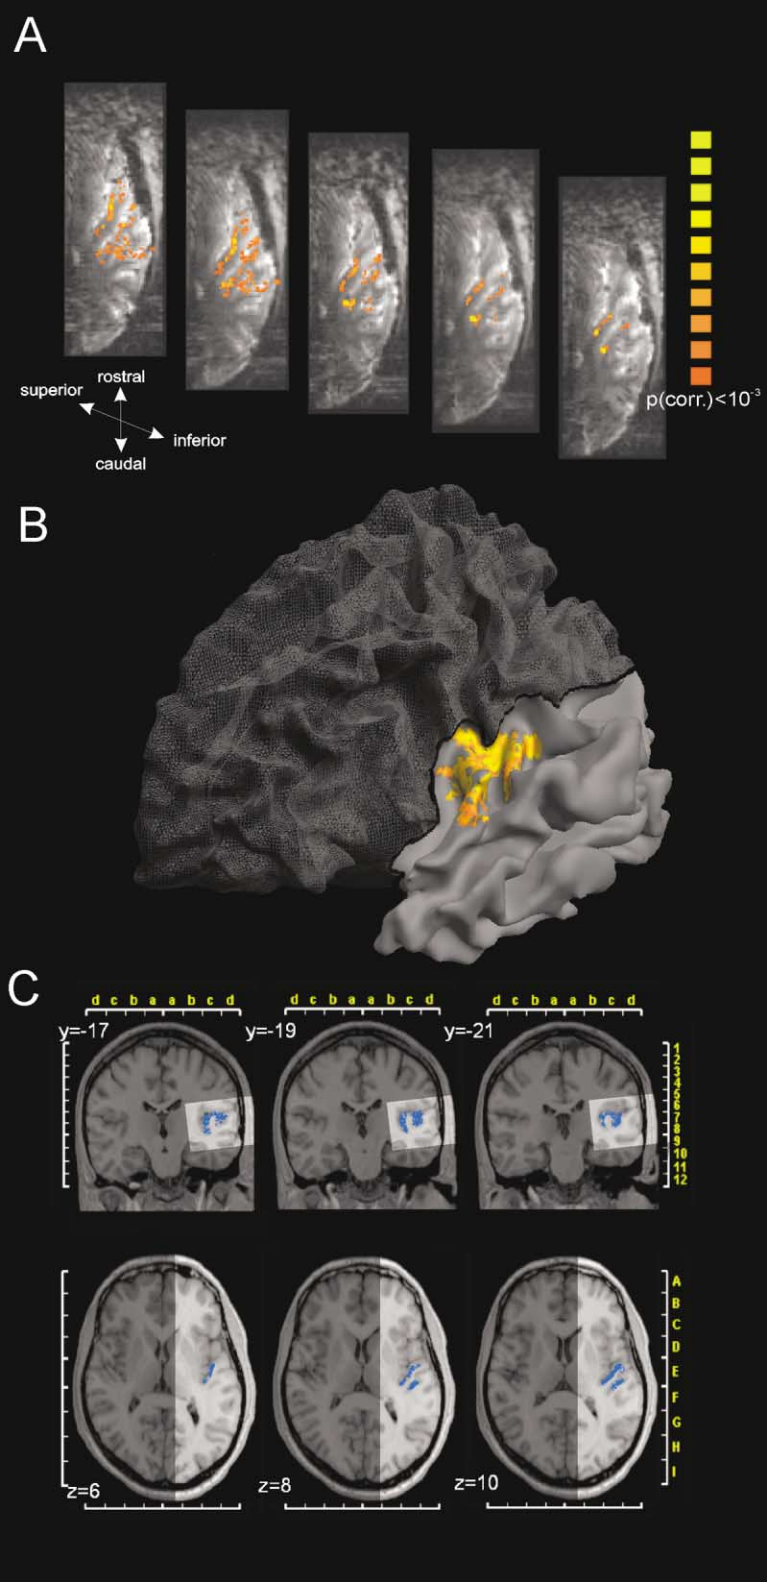 A
p(corr.)<10⁻³
rostral
superior
inferior
caudal
B
C
d c b a a b c d
d c b a a b c d
d c b a a b c d
y=-17
y=-19
y=-21
1
2
3
4
5
6
7
8
9
10
11
12
A
B
C
D
E
F
G
H
I
z=6
z=8
z=10